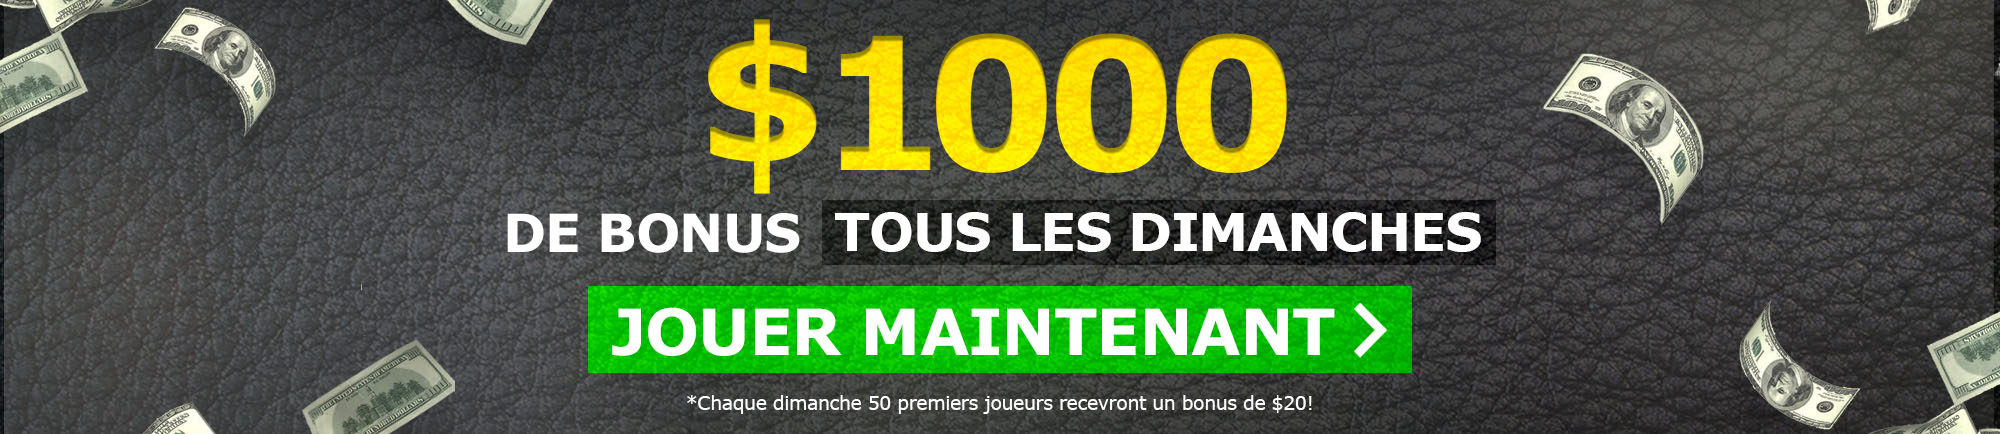 $1000
DE BONUS TOUS LES DIMANCHES
JOUER MAINTENANT
*Chaque dimanche 50 premiers joueurs recevront un bonus de $20!